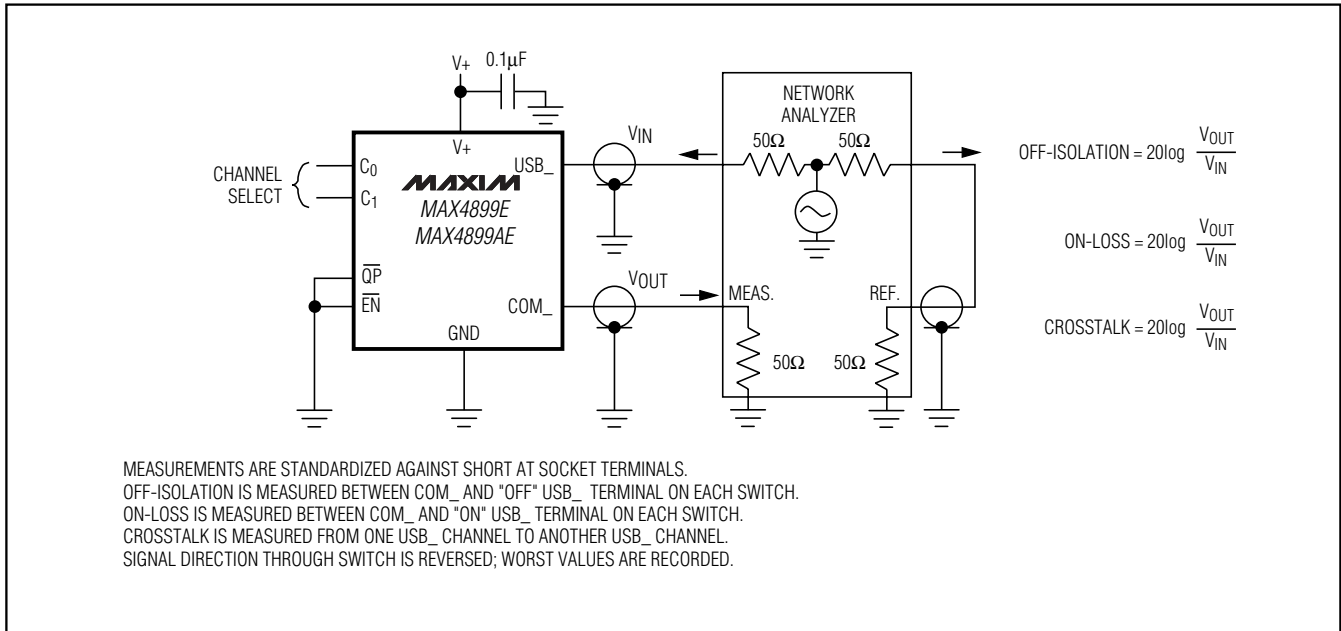 V+
0.1µF
V+
C0
C1
CHANNEL
SELECT
USB_
MAXIM
MAX4899E
MAX4899AE
QP
EN
COM_
GND
VIN
VOUT
NETWORK
ANALYZER
50Ω
50Ω
MEAS.
REF.
50Ω
50Ω
OFF-ISOLATION = 20log VOUT
VIN
ON-LOSS = 20log VOUT
VIN
CROSSTALK = 20log VOUT
VIN
MEASUREMENTS ARE STANDARDIZED AGAINST SHORT AT SOCKET TERMINALS.
OFF-ISOLATION IS MEASURED BETWEEN COM_ AND "OFF" USB_ TERMINAL ON EACH SWITCH.
ON-LOSS IS MEASURED BETWEEN COM_ AND "ON" USB_ TERMINAL ON EACH SWITCH.
CROSSTALK IS MEASURED FROM ONE USB_ CHANNEL TO ANOTHER USB_ CHANNEL.
SIGNAL DIRECTION THROUGH SWITCH IS REVERSED; WORST VALUES ARE RECORDED.